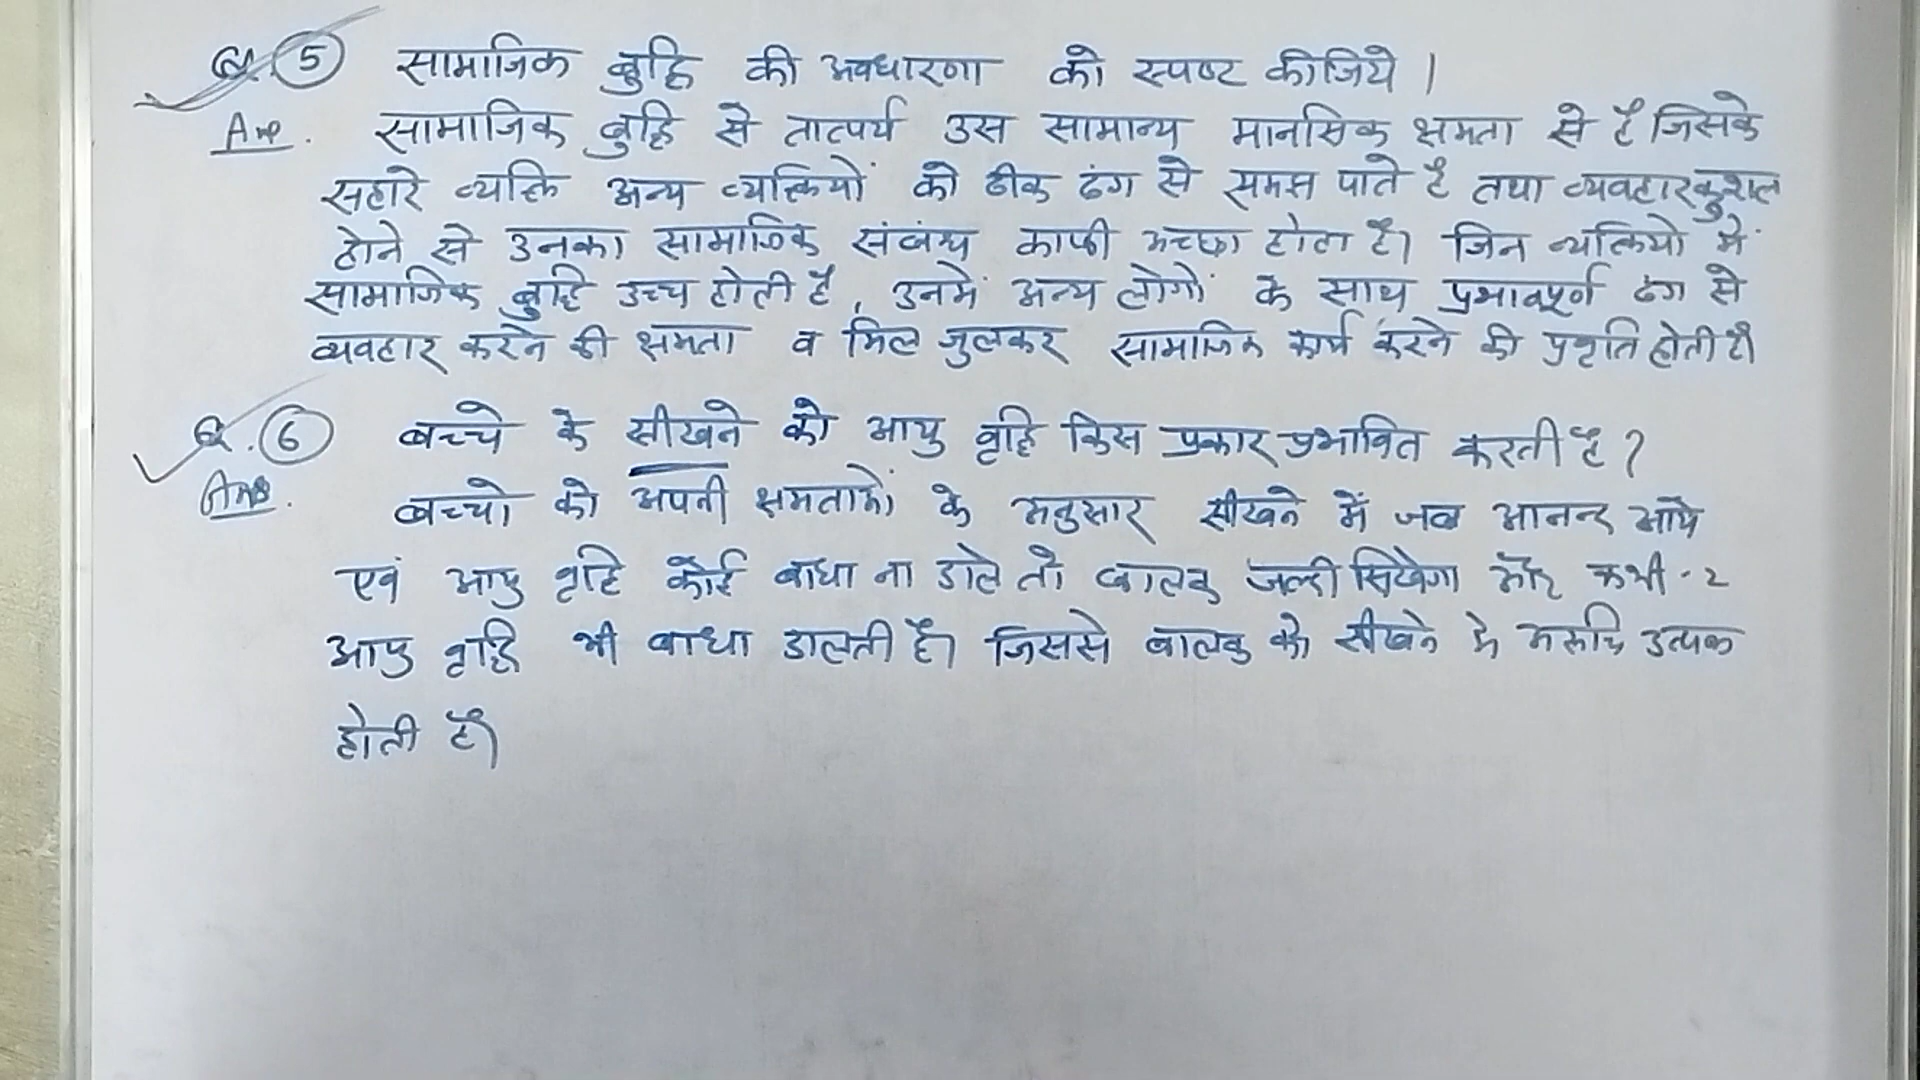 Q. 5 सामाजिक बुद्धि की अवधारणा को स्पष्ट कीजिये।
Ans. सामाजिक बुद्धि से तात्पर्य उस सामान्य मानसिक क्षमता से है जिसके
सहारे व्यक्ति अन्य व्यक्तियों को ठीक ढंग से समझ पाते है तथा व्यवहारकुशल
होने से उनका सामाजिक संबंध काफी अच्छा होता है। जिन व्यक्तियो में
सामाजिक बुद्धि उच्च होती है, उनमें अन्य लोगों के साथ प्रभावपूर्ण ढंग से
व्यवहार करने की क्षमता व मिल जुलकर सामाजिक कार्य करने की प्रवृति होती है।
Q. 6 बच्चे के सीखने को आयु वृद्धि किस प्रकार प्रभावित करती है?
Ans. बच्चो को अपनी क्षमताओं के अनुसार सीखने में जब आनन्द आये
एवं आयु वृद्धि कोई बाधा ना डाले तो बालक जल्दी सिखेगा और कभी-2
आयु वृद्धि भी बाधा डालती है। जिससे बालक को सीखने मे अरूचि उत्पन्न
होती है।